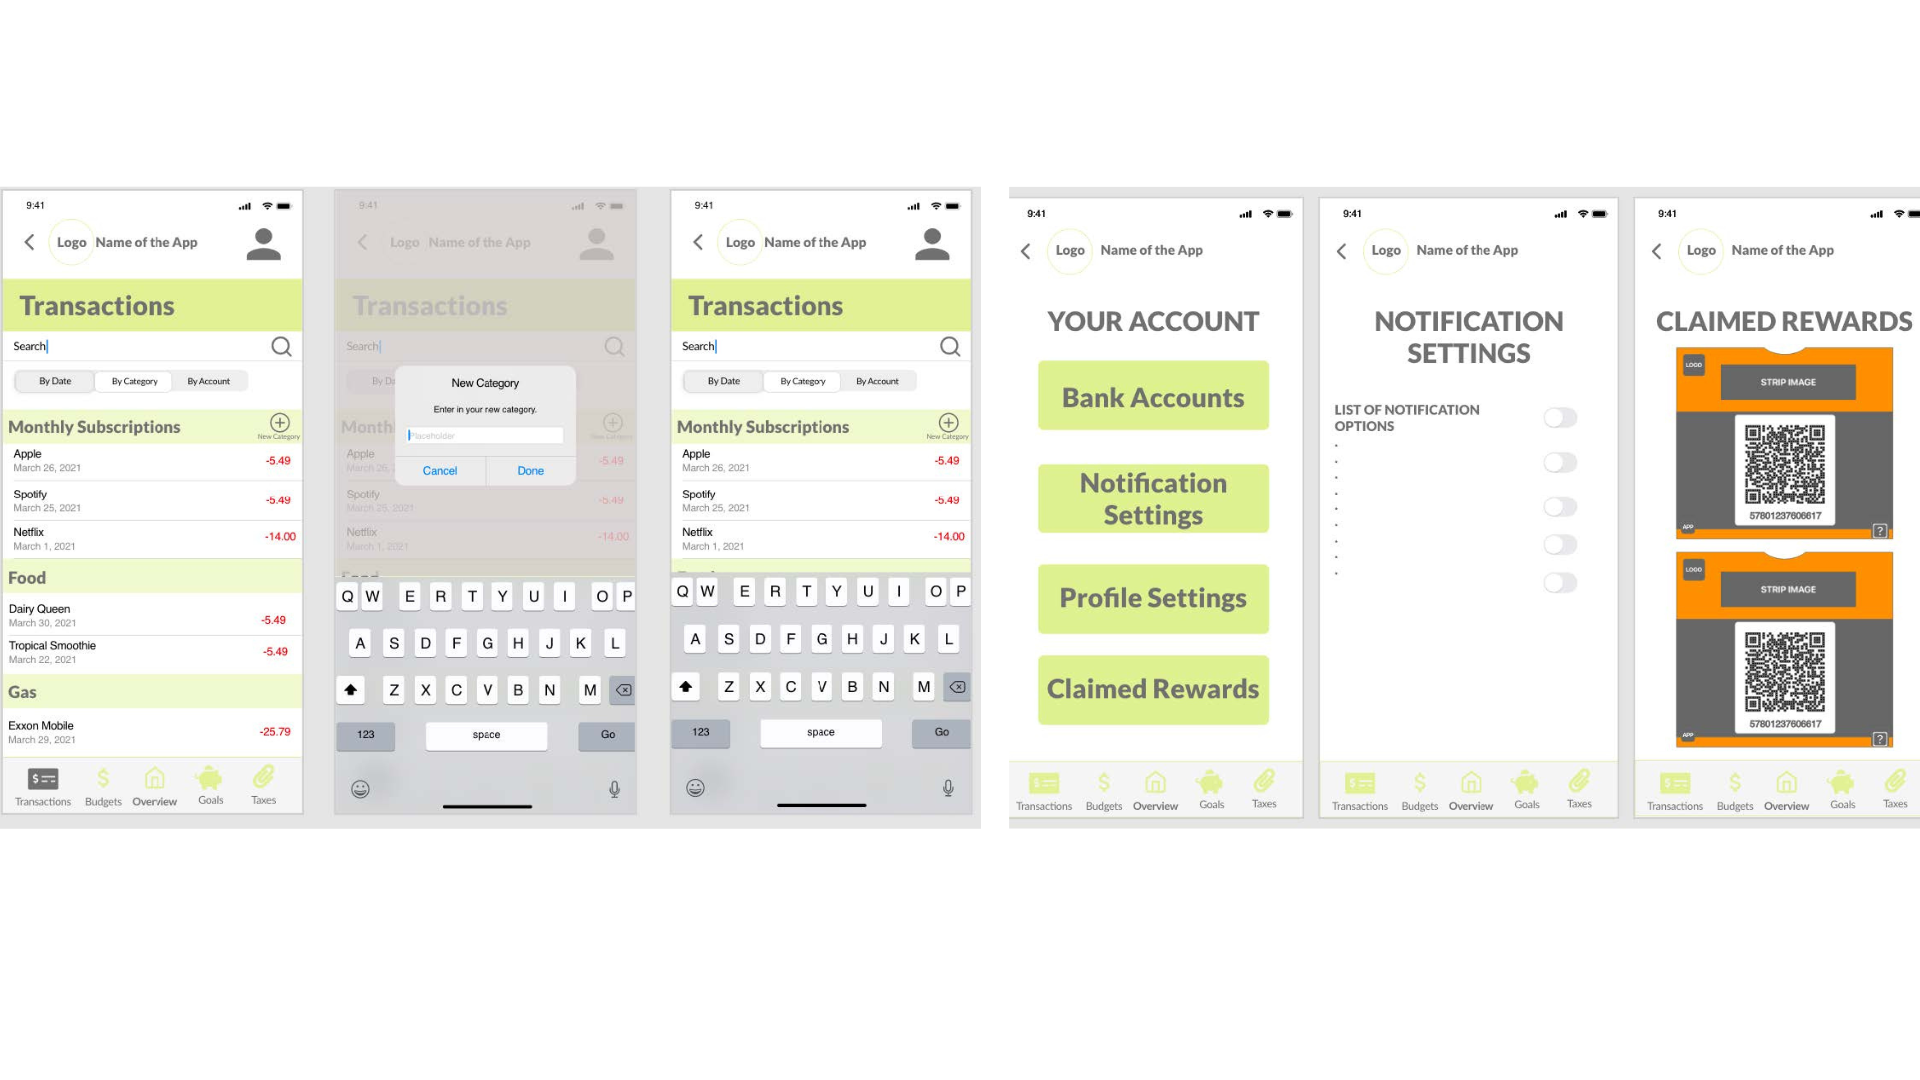 9:41
Logo Name of the App
Transactions
Search
By Date By Category By Account
Monthly Subscriptions
New Category
Apple
March 26, 2021
-5.49
Spotify
March 25, 2021
-5.49
Netflix
March 1, 2021
-14.00
Food
Dairy Queen
March 30, 2021
-5.49
Tropical Smoothie
March 22, 2021
-5.49
Gas
Exxon Mobile
March 29, 2021
-25.79
Transactions Budgets Overview Goals Taxes
9:41
Logo Name of the App
Transactions
Search
By Da
New Category
Enter in your new category.
Placeholder
Cancel Done
Month
New Category
Apple
March 26,
-5.49
Spotify
March 25, 2021
-5.49
Netflix
March 1, 2021
-14.00
Q W E R T Y U I O P
A S D F G H J K L
Z X C V B N M
123 space Go
9:41
Logo Name of the App
Transactions
Search
By Date By Category By Account
Monthly Subscriptions
New Category
Apple
March 26, 2021
-5.49
Spotify
March 25, 2021
-5.49
Netflix
March 1, 2021
-14.00
Q W E R T Y U I O P
A S D F G H J K L
Z X C V B N M
123 space Go
9:41
Logo Name of the App
YOUR ACCOUNT
Bank Accounts
Notification
Settings
Profile Settings
Claimed Rewards
Transactions Budgets Overview Goals Taxes
9:41
Logo Name of the App
NOTIFICATION
SETTINGS
LIST OF NOTIFICATION
OPTIONS
Transactions Budgets Overview Goals Taxes
9:41
Logo Name of the App
CLAIMED REWARDS
LOGO
STRIP IMAGE
57801237606617
APP
?
LOGO
STRIP IMAGE
57801237606617
APP
?
Transactions Budgets Overview Goals Taxes